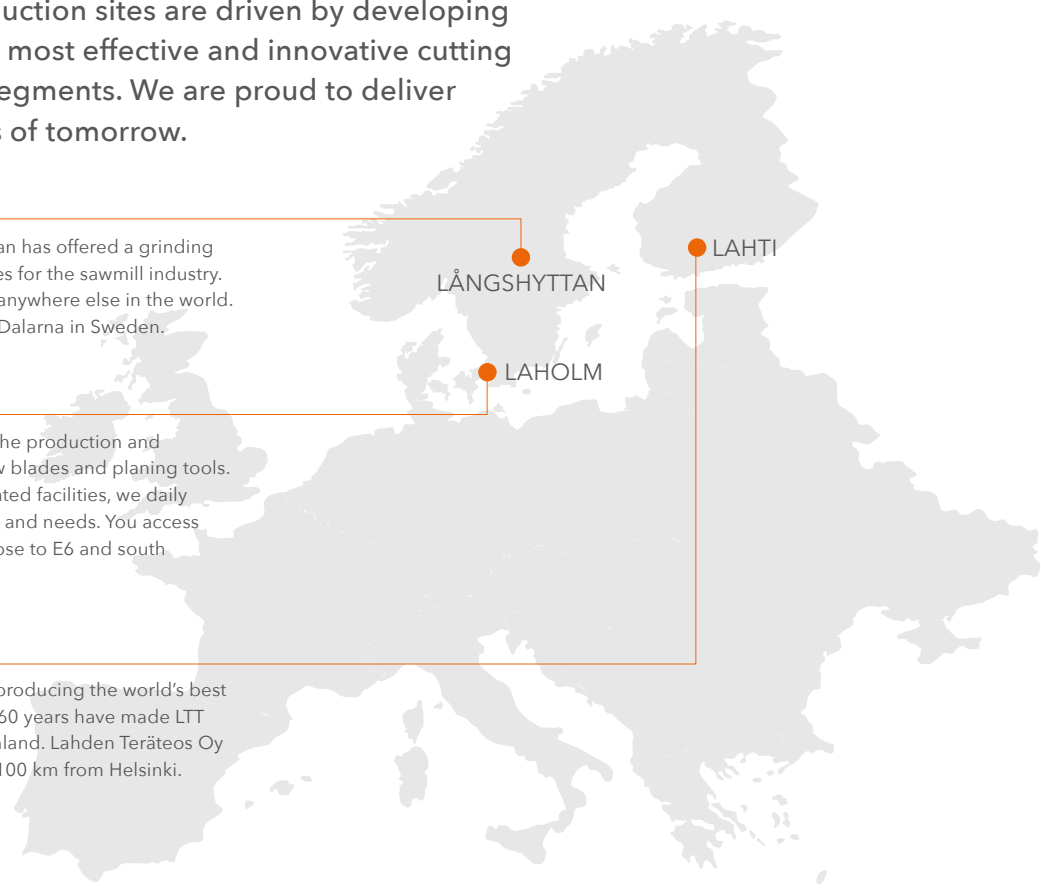 uction sites are driven by developing
most effective and innovative cutting
egments. We are proud to deliver
s of tomorrow.
an has offered a grinding
es for the sawmill industry.
anywhere else in the world.
Dalarna in Sweden.
LÅNGSHYTTAN
LAHTI
LAHOLM
he production and
w blades and planing tools.
ated facilities, we daily
and needs. You access
ose to E6 and south
producing the world's best
60 years have made LTT
nland. Lahden Teräteos Oy
100 km from Helsinki.